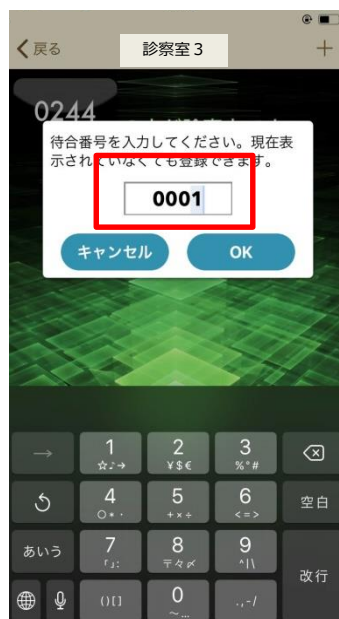 戻る
診察室３
＋
0244
待合番号を入力してください。現在表
示されていなくても登録できます。
0001
キャンセル
OK
→
1
☆♪→
2
¥$€
3
%°#
4
○*・
5
+×÷
6
<=>
空白
あいう
7
「」:
8
〒々〆
9
^|\
改行
()[]
0
～…
.,-/